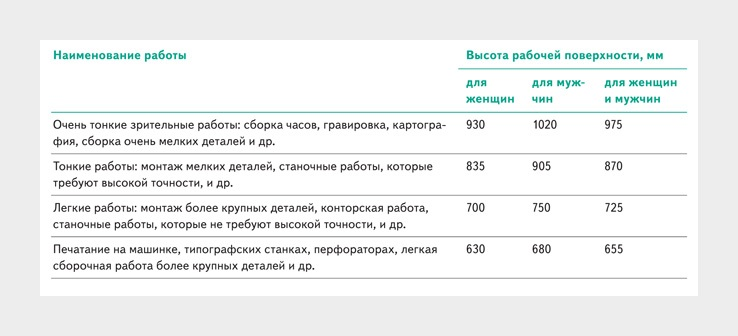 Наименование работы
Высота рабочей поверхности, мм
для женщин
для муж-
чин
для женщин
и мужчин
Очень тонкие зрительные работы: сборка часов, гравировка, картогра-
фия, сборка очень мелких деталей и др.
930 1020 975
Тонкие работы: монтаж мелких деталей, станочные работы, которые
требуют высокой точности, и др.
835 905 870
Легкие работы: монтаж более крупных деталей, конторская работа,
станочные работы, которые не требуют высокой точности, и др.
700 750 725
Печатание на машинке, типографских станках, перфораторах, легкая
сборочная работа более крупных деталей и др.
630 680 655